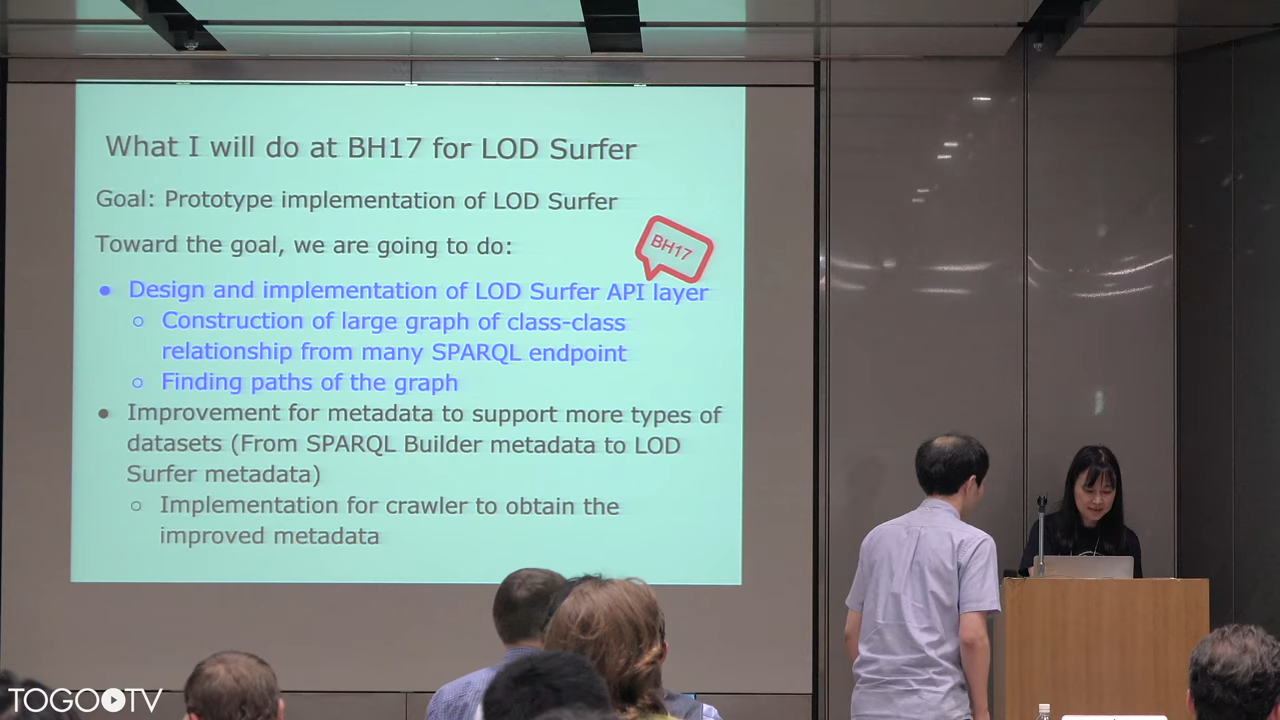 What I will do at BH17 for LOD Surfer
Goal: Prototype implementation of LOD Surfer
Toward the goal, we are going to do:
BH17
● Design and implementation of LOD Surfer API layer
○ Construction of large graph of class-class
relationship from many SPARQL endpoint
○ Finding paths of the graph
● Improvement for metadata to support more types of
datasets (From SPARQL Builder metadata to LOD
Surfer metadata)
○ Implementation for crawler to obtain the
improved metadata
TOGOTV